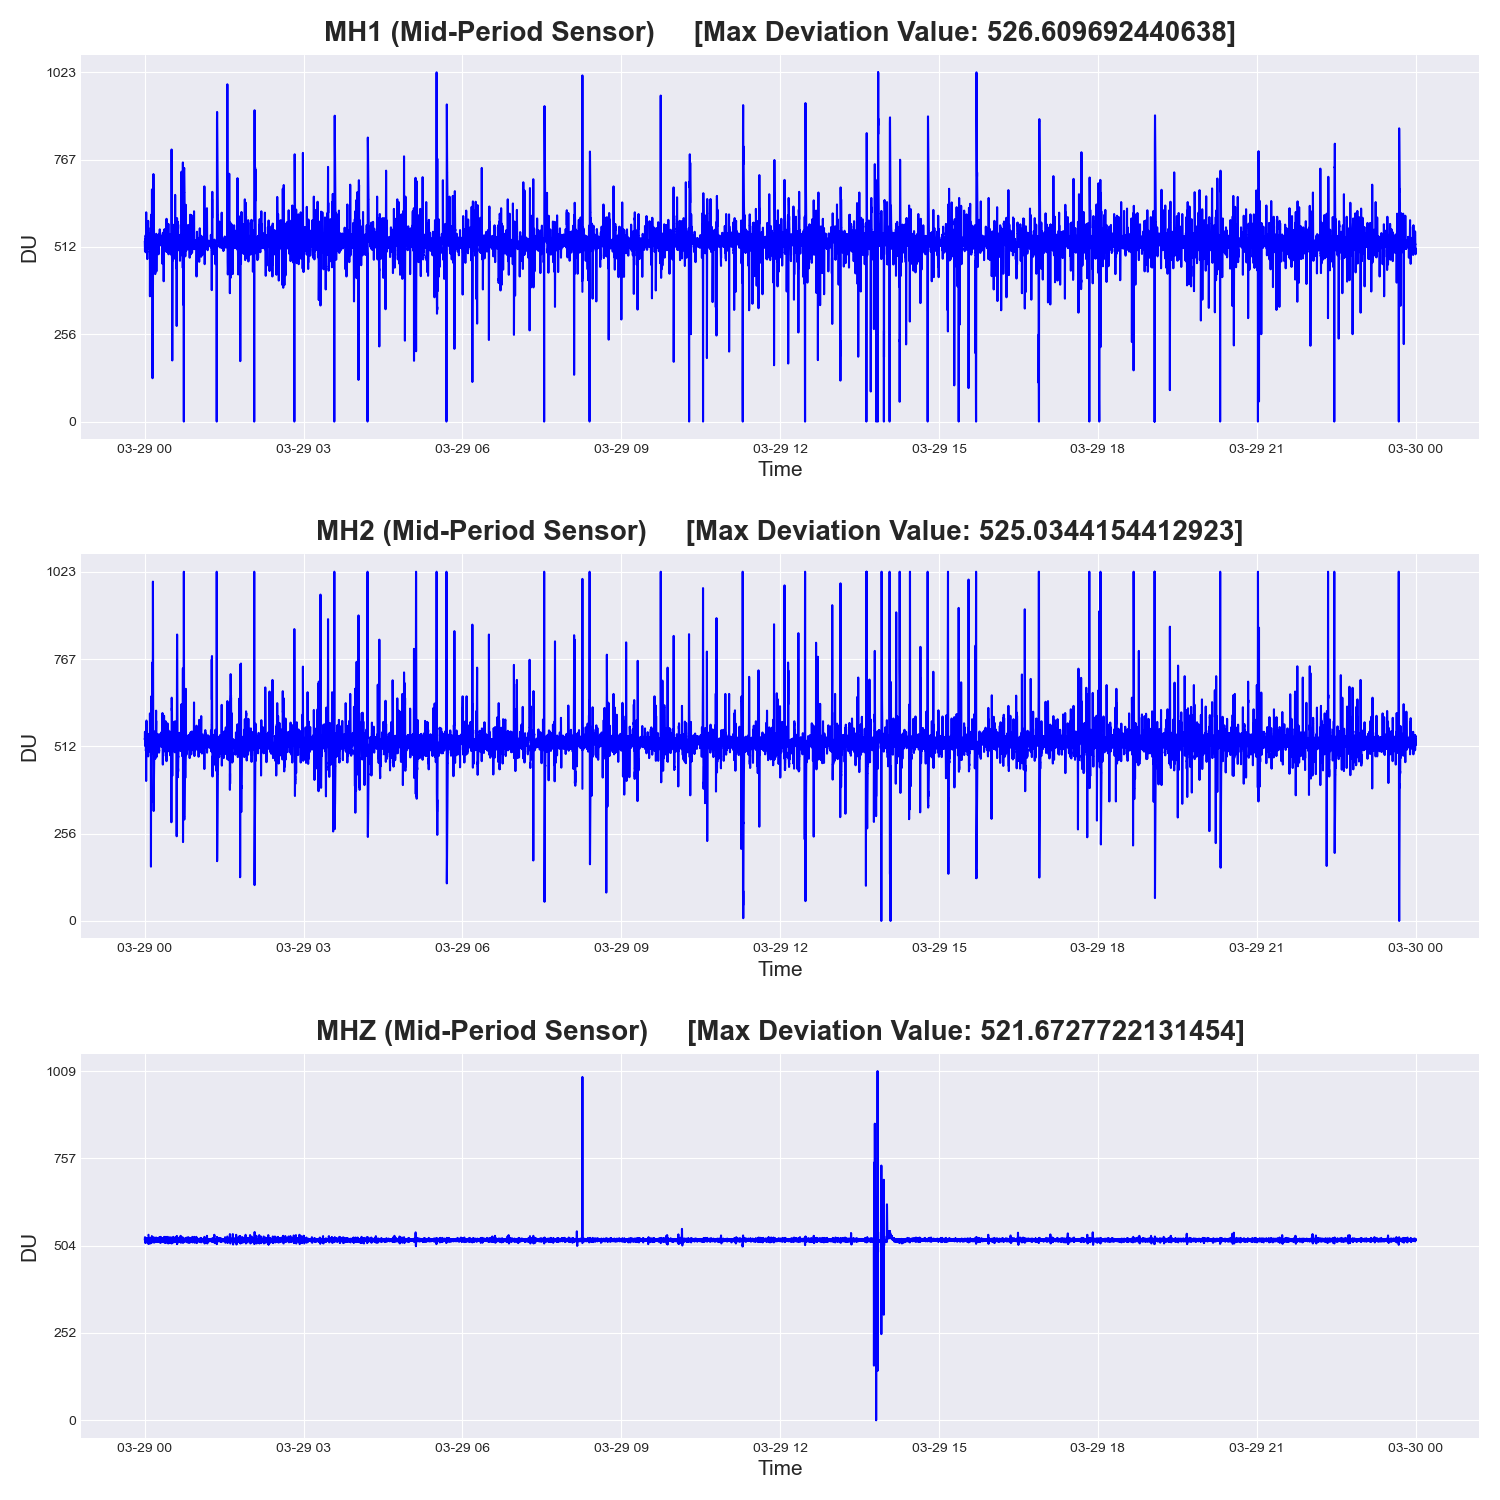 MH1 (Mid-Period Sensor) [Max Deviation Value: 526.609692440638]
1023
767
512
256
0
DU
03-29 00 03-29 03 03-29 06 03-29 09 03-29 12 03-29 15 03-29 18 03-29 21 03-30 00
Time
MH2 (Mid-Period Sensor) [Max Deviation Value: 525.0344154412923]
1023
767
512
256
0
DU
03-29 00 03-29 03 03-29 06 03-29 09 03-29 12 03-29 15 03-29 18 03-29 21 03-30 00
Time
MHZ (Mid-Period Sensor) [Max Deviation Value: 521.6727722131454]
1009
757
504
252
0
DU
03-29 00 03-29 03 03-29 06 03-29 09 03-29 12 03-29 15 03-29 18 03-29 21 03-30 00
Time